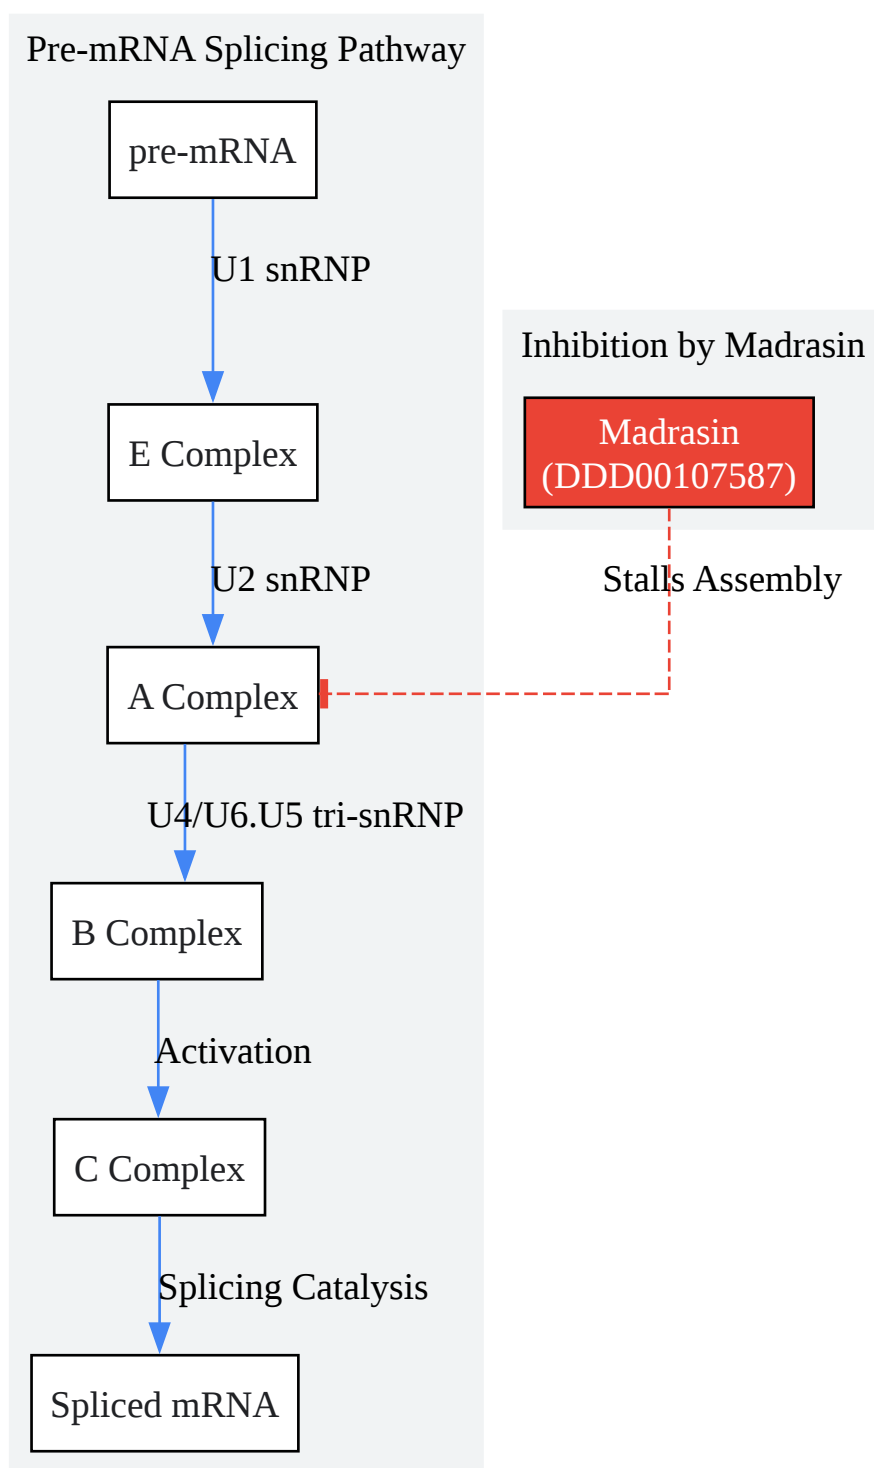 Pre-mRNA Splicing Pathway
pre-mRNA
U1 snRNP
E Complex
U2 snRNP
A Complex
U4/U6.U5 tri-snRNP
B Complex
Activation
C Complex
Splicing Catalysis
Spliced mRNA
Inhibition by Madrasin
Madrasin
(DDD00107587)
Stalls Assembly